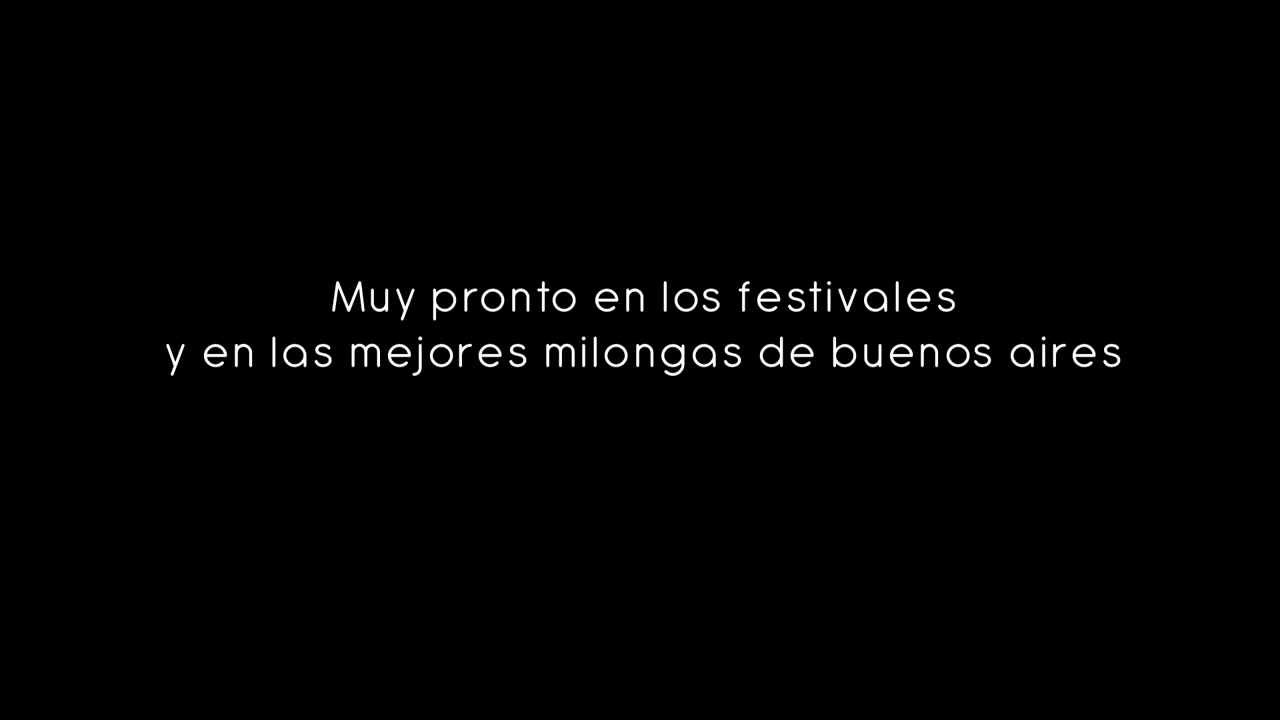 Muy pronto en los festivales
y en las mejores milongas de buenos aires